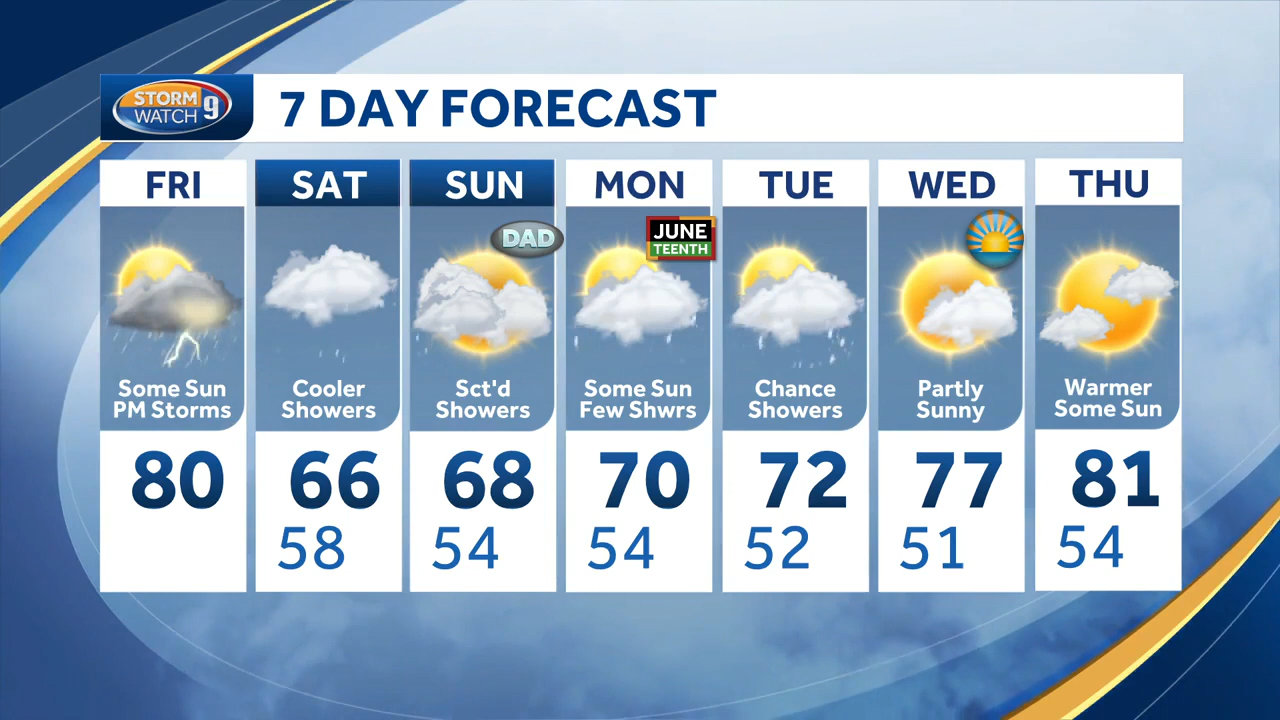 STORM
WATCH 9
7 DAY FORECAST
FRI
Some Sun
PM Storms
80
SAT
Cooler
Showers
66
58
SUN
DAD
Sct'd
Showers
68
54
MON
JUNE
TEENTH
Some Sun
Few Shwrs
70
54
TUE
Chance
Showers
72
52
WED
Partly
Sunny
77
51
THU
Warmer
Some Sun
81
54